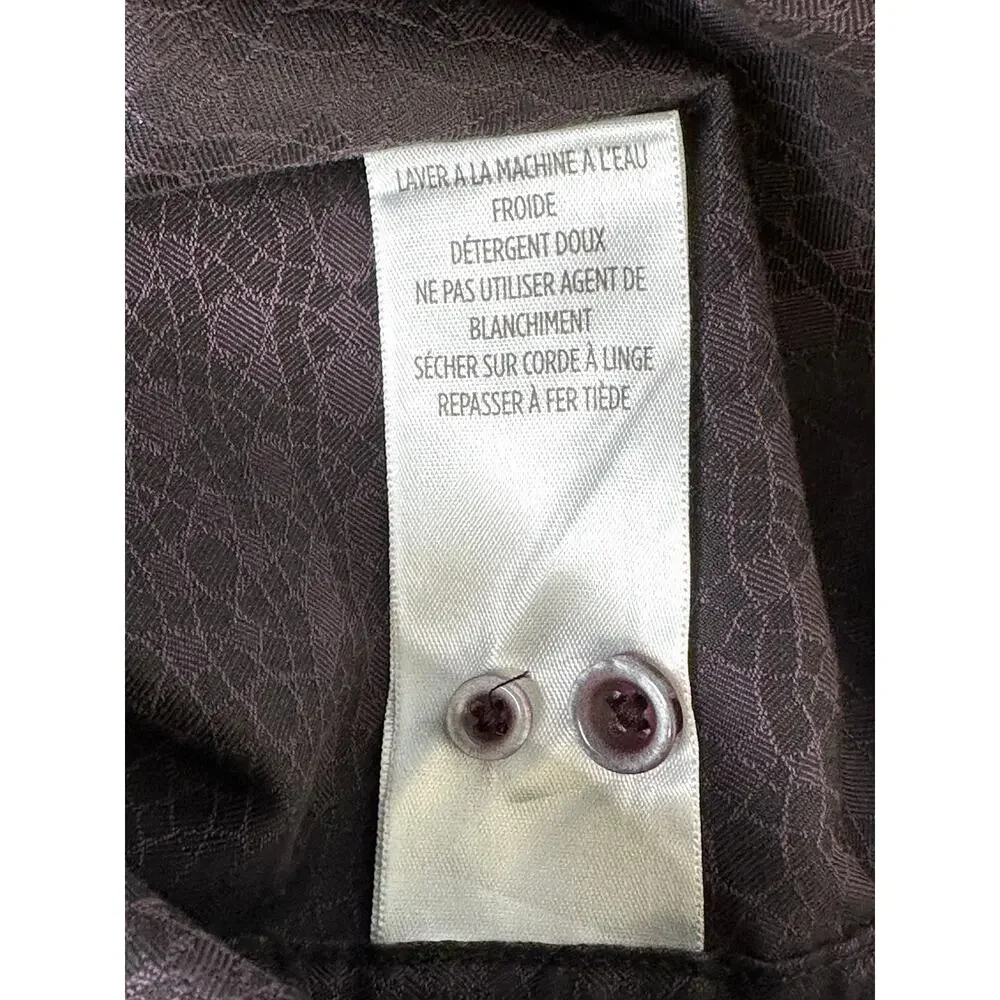 LAVER A LA MACHINE A L'EAU
FROIDE
DÉTERGENT DOUX
NE PAS UTILISER AGENT DE
BLANCHIMENT
SÉCHER SUR CORDE À LINGE
REPASSER À FER TIÈDE